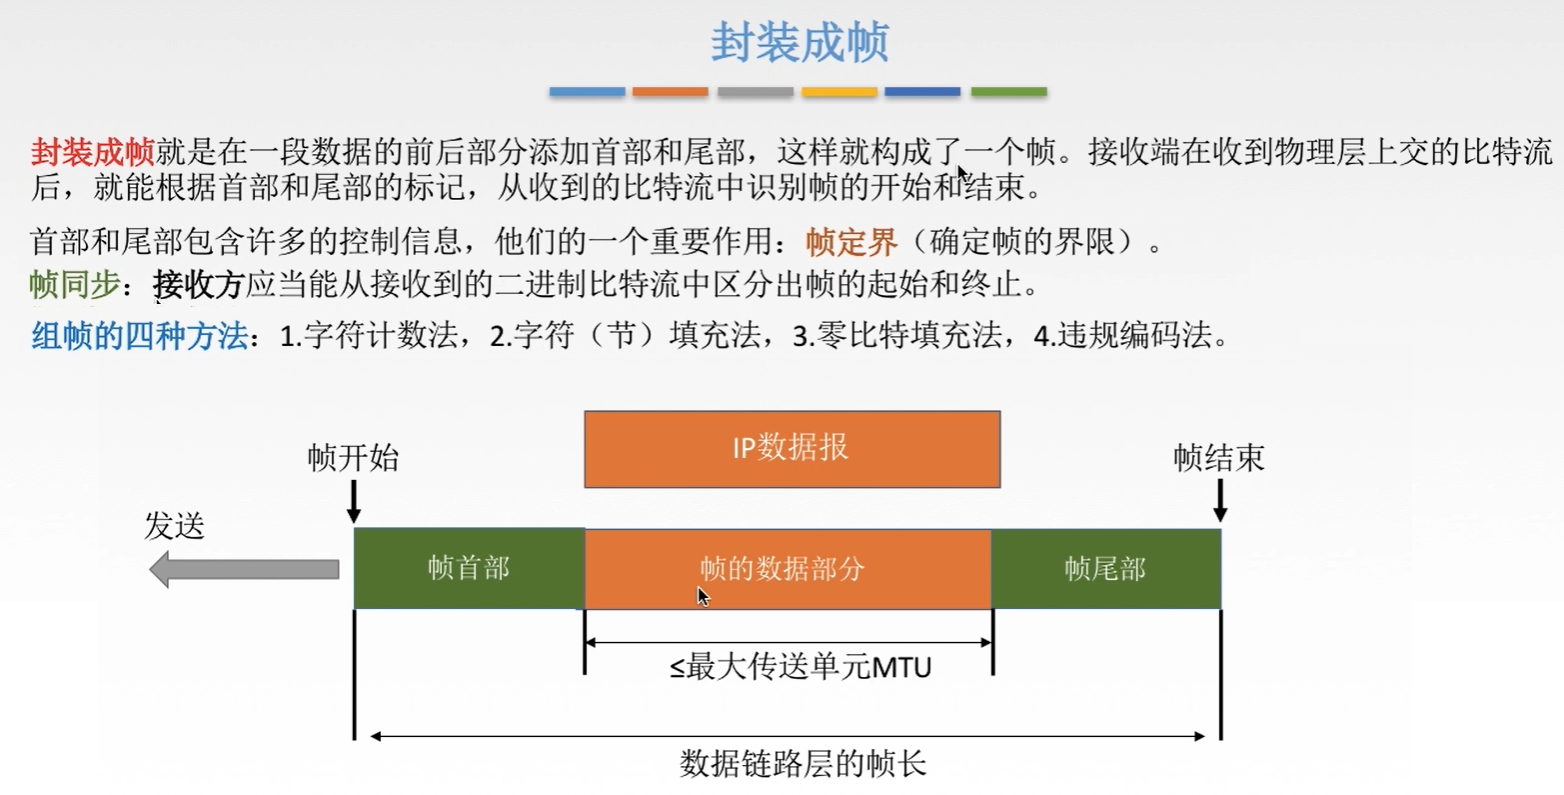 封装成帧
封装成帧就是在一段数据的前后部分添加首部和尾部，这样就构成了一个帧。接收端在收到物理层上交的比特流
后，就能根据首部和尾部的标记，从收到的比特流中识别帧的开始和结束。
首部和尾部包含许多的控制信息，他们的一个重要作用：帧定界（确定帧的界限）。
帧同步：接收方应当能从接收到的二进制比特流中区分出帧的起始和终止。
组帧的四种方法：1.字符计数法，2.字符（节）填充法，3.零比特填充法，4.违规编码法。
IP数据报
帧开始
帧结束
发送
帧首部
帧的数据部分
帧尾部
≤最大传送单元MTU
数据链路层的帧长